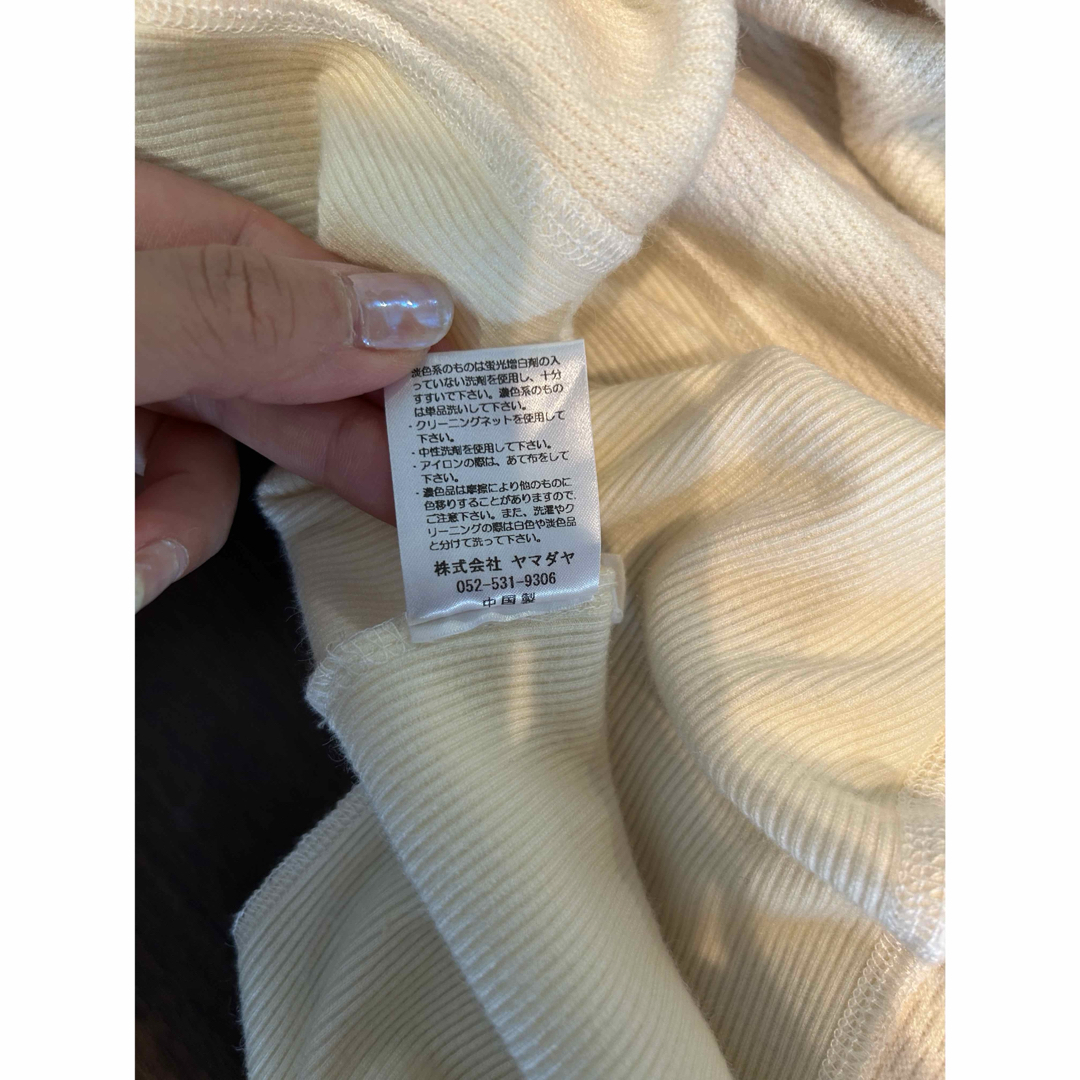 淡色系のものは蛍光増白剤の入
っていない洗剤を使用し、十分
すすいで下さい。濃色系のもの
は単品洗いして下さい。
・クリーニングネットを使用して
下さい。
・中性洗剤を使用して下さい。
・アイロンの際は、あて布をして
下さい。
・濃色品は摩擦により他のものに
色移りすることがありますので、
ご注意下さい。また、洗濯やク
リーニングの際は白色や淡色品
と分けて洗って下さい。
株式会社 ヤマダヤ
052-531-9306
中国製